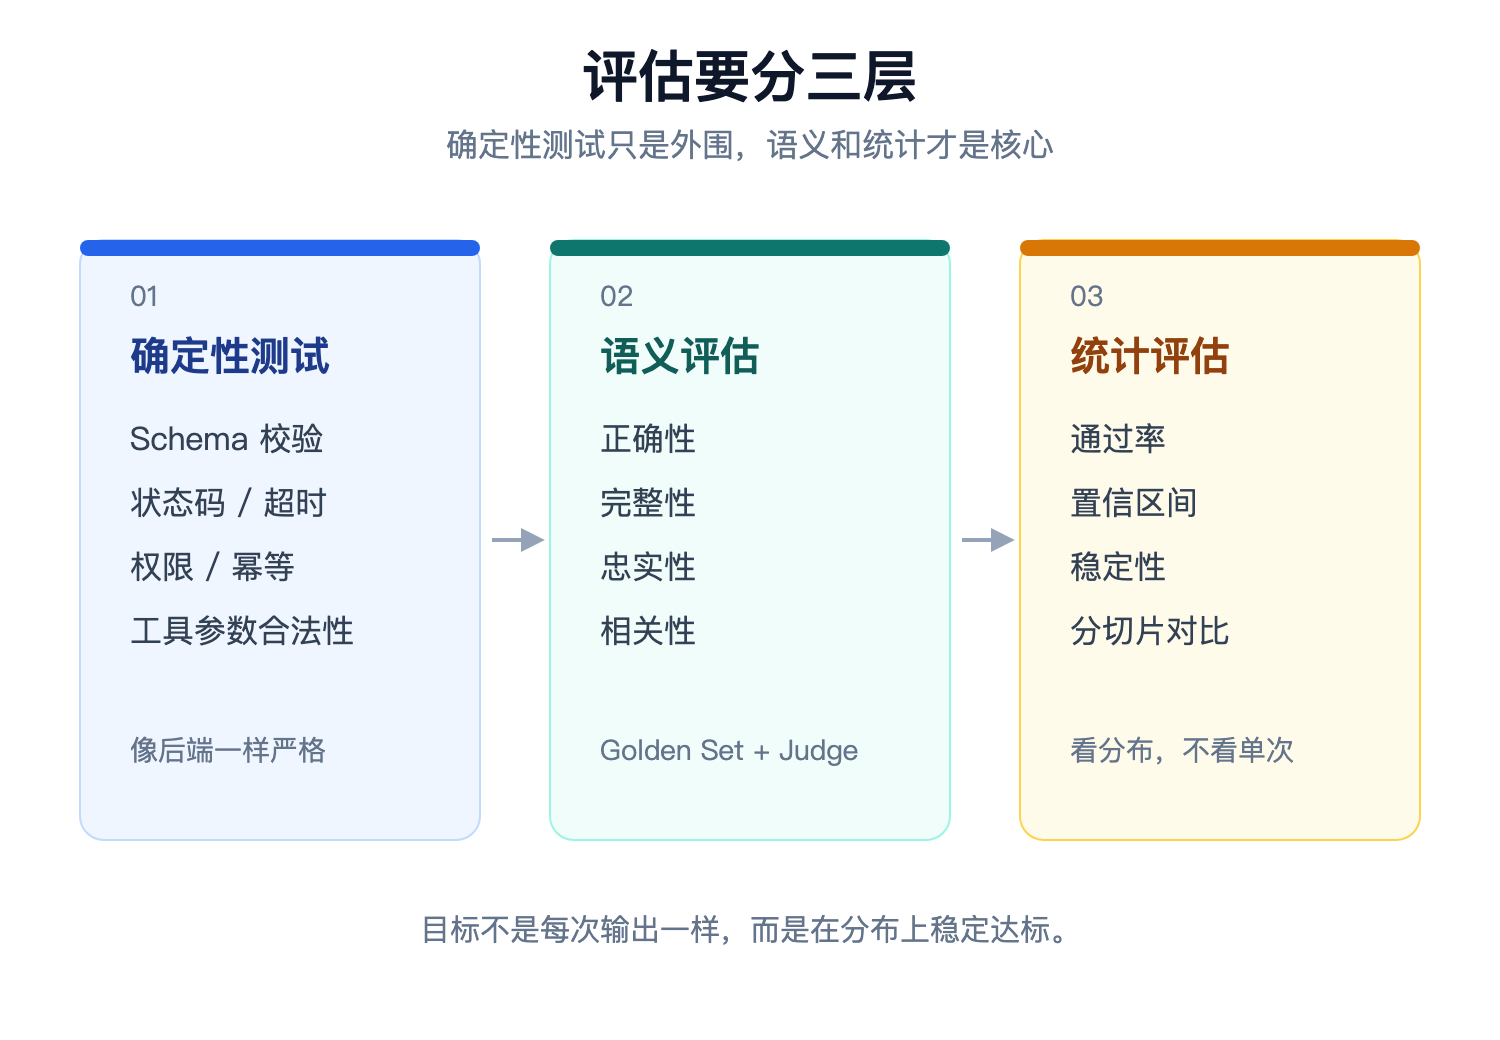 评估要分三层
确定性测试只是外围，语义和统计才是核心
01
确定性测试
Schema 校验
状态码 / 超时
权限 / 幂等
工具参数合法性
像后端一样严格
02
语义评估
正确性
完整性
忠实性
相关性
Golden Set + Judge
03
统计评估
通过率
置信区间
稳定性
分切片对比
看分布，不看单次
目标不是每次输出一样，而是在分布上稳定达标。